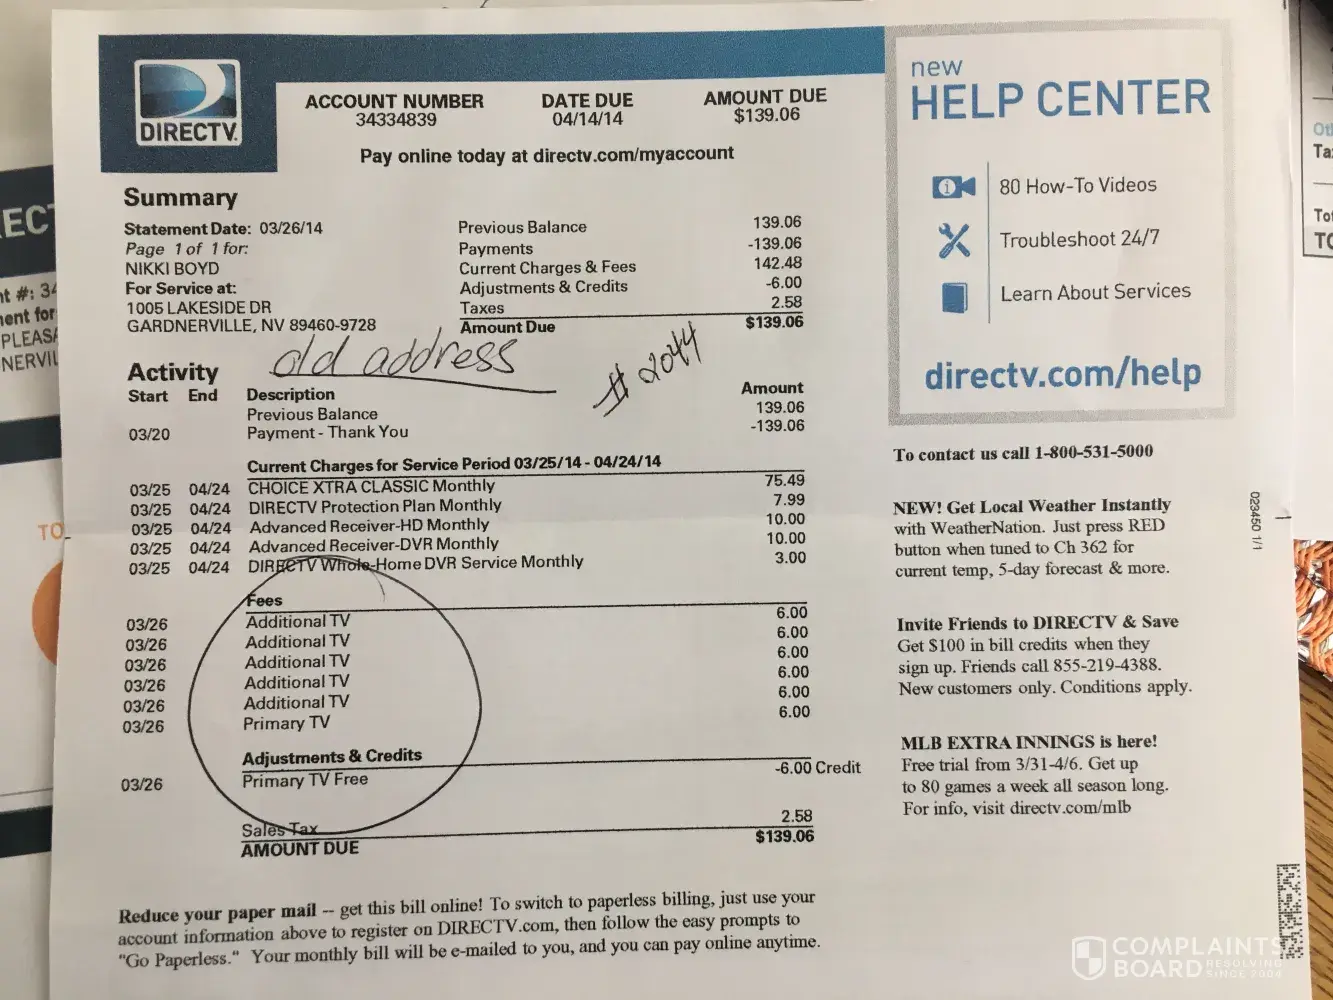 DIRECTV
ACCOUNT NUMBER
34334839
DATE DUE
04/14/14
AMOUNT DUE
$139.06
Pay online today at directv.com/myaccount
Summary
Statement Date: 03/26/14
Page 1 of 1 for:
NIKKI BOYD
For Service at:
1005 LAKESIDE DR
GARDNERVILLE, NV 89460-9728
Previous Balance 139.06
Payments -139.06
Current Charges & Fees 142.48
Adjustments & Credits -6.00
Taxes 2.58
Amount Due $139.06
old address
$ 2044
Activity
Start End Description Amount
Previous Balance 139.06
03/20 Payment - Thank You -139.06
Current Charges for Service Period 03/25/14 - 04/24/14
03/25 04/24 CHOICE XTRA CLASSIC Monthly 75.49
03/25 04/24 DIRECTV Protection Plan Monthly 7.99
03/25 04/24 Advanced Receiver-HD Monthly 10.00
03/25 04/24 Advanced Receiver-DVR Monthly 10.00
03/25 04/24 DIRECTV Whole-Home DVR Service Monthly 3.00
Fees
03/26 Additional TV 6.00
03/26 Additional TV 6.00
03/26 Additional TV 6.00
03/26 Additional TV 6.00
03/26 Additional TV 6.00
03/26 Primary TV 6.00
Adjustments & Credits
03/26 Primary TV Free -6.00 Credit
Sales Tax 2.58
AMOUNT DUE $139.06
Reduce your paper mail -- get this bill online! To switch to paperless billing, just use your
account information above to register on DIRECTV.com, then follow the easy prompts to
"Go Paperless." Your monthly bill will be e-mailed to you, and you can pay online anytime.
new
HELP CENTER
80 How-To Videos
Troubleshoot 24/7
Learn About Services
directv.com/help
To contact us call 1-800-531-5000
NEW! Get Local Weather Instantly
with WeatherNation. Just press RED
button when tuned to Ch 362 for
current temp, 5-day forecast & more.
Invite Friends to DIRECTV & Save
Get $100 in bill credits when they
sign up. Friends call 855-219-4388.
New customers only. Conditions apply.
MLB EXTRA INNINGS is here!
Free trial from 3/31-4/6. Get up
to 80 games a week all season long.
For info, visit directv.com/mlb
023450 1/1
COMPLAINTS
BOARD RESOLVING SINCE 2004